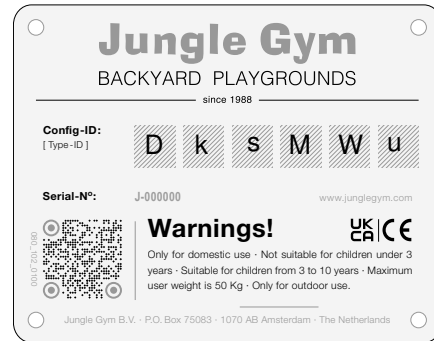 Jungle Gym
BACKYARD PLAYGROUNDS
since 1988
Config-ID:
[ Type-ID ]
D k s M W u
Serial-Nº: J-000000 www.junglegym.com
080_102_0100
Warnings! UK CA CE
Only for domestic use · Not suitable for children under 3
years · Suitable for children from 3 to 10 years · Maximum
user weight is 50 Kg · Only for outdoor use.
Jungle Gym B.V. · P.O. Box 75083 · 1070 AB Amsterdam · The Netherlands